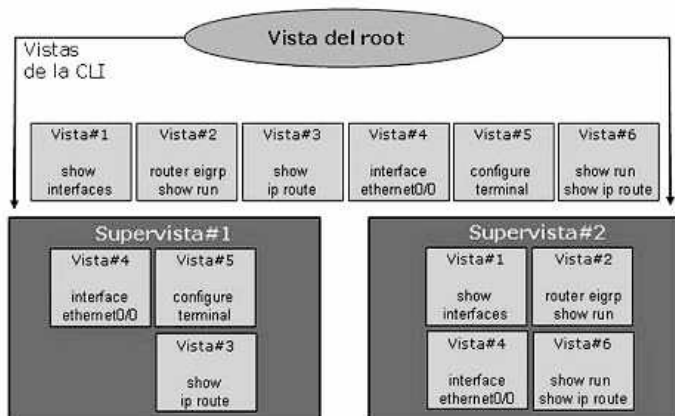 Vista del root
Vistas
de la CLI
Vista#1
show
interfaces
Vista#2
router eigrp
show run
Vista#3
show
ip route
Vista#4
interface
ethernet0/0
Vista#5
configure
terminal
Vista#6
show run
show ip route
Supervista#1
Vista#4
interface
ethernet0/0
Vista#5
configure
terminal
Vista#3
show
ip route
Supervista#2
Vista#1
show
interfaces
Vista#2
router eigrp
show run
Vista#4
interface
ethernet0/0
Vista#6
show run
show ip route